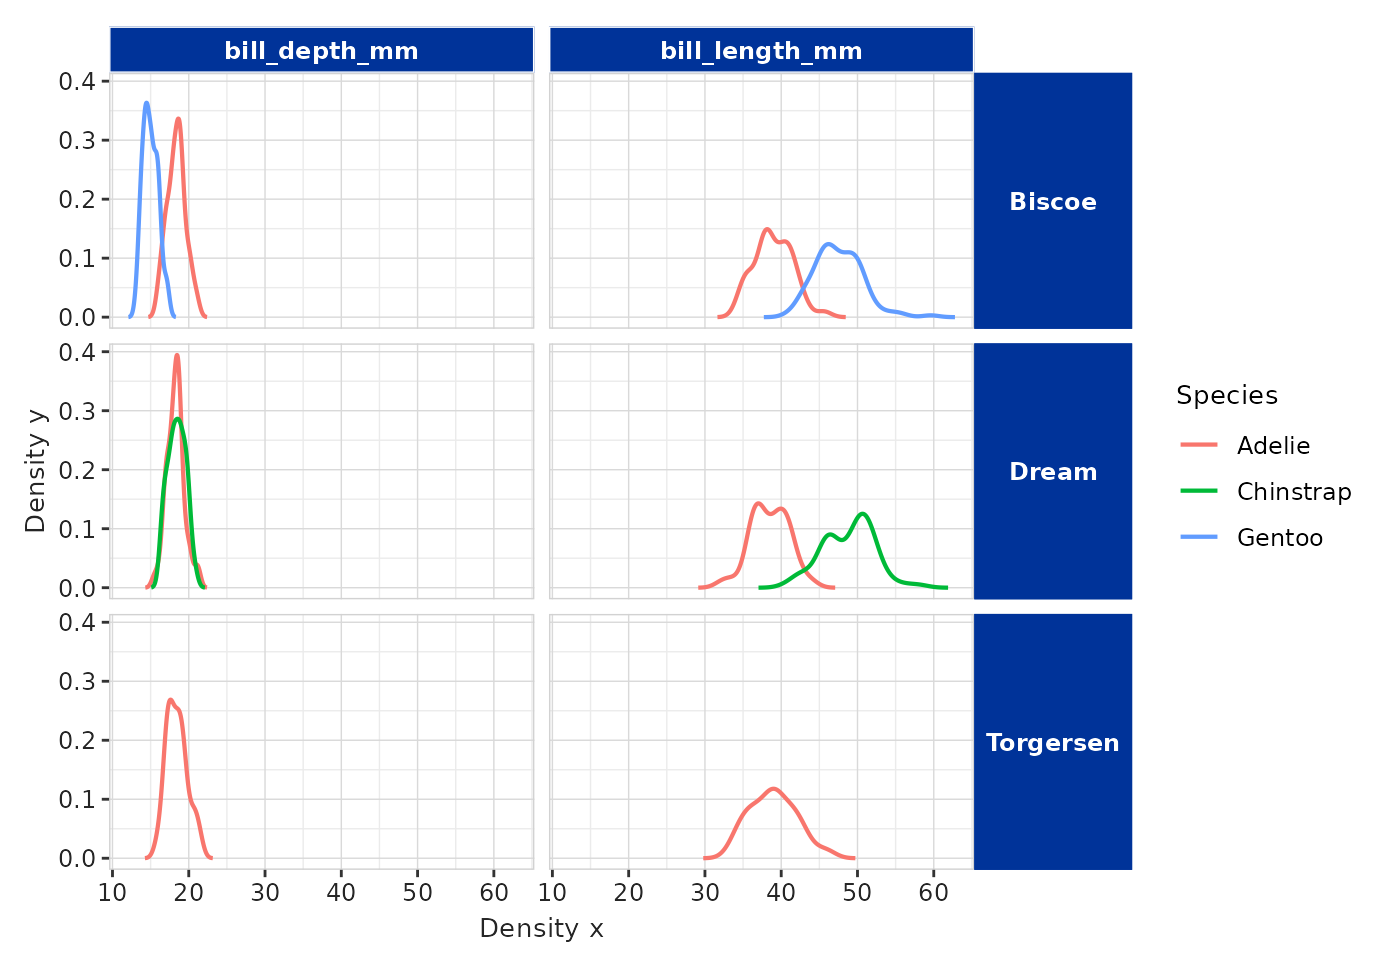 bill_depth_mm bill_length_mm
0.4
0.3
0.2
0.1
0.0
Biscoe
0.4
0.3
0.2
0.1
0.0
Dream
0.4
0.3
0.2
0.1
0.0
Torgersen
10 20 30 40 50 60 10 20 30 40 50 60
Density x
Density y
Species
Adelie
Chinstrap
Gentoo